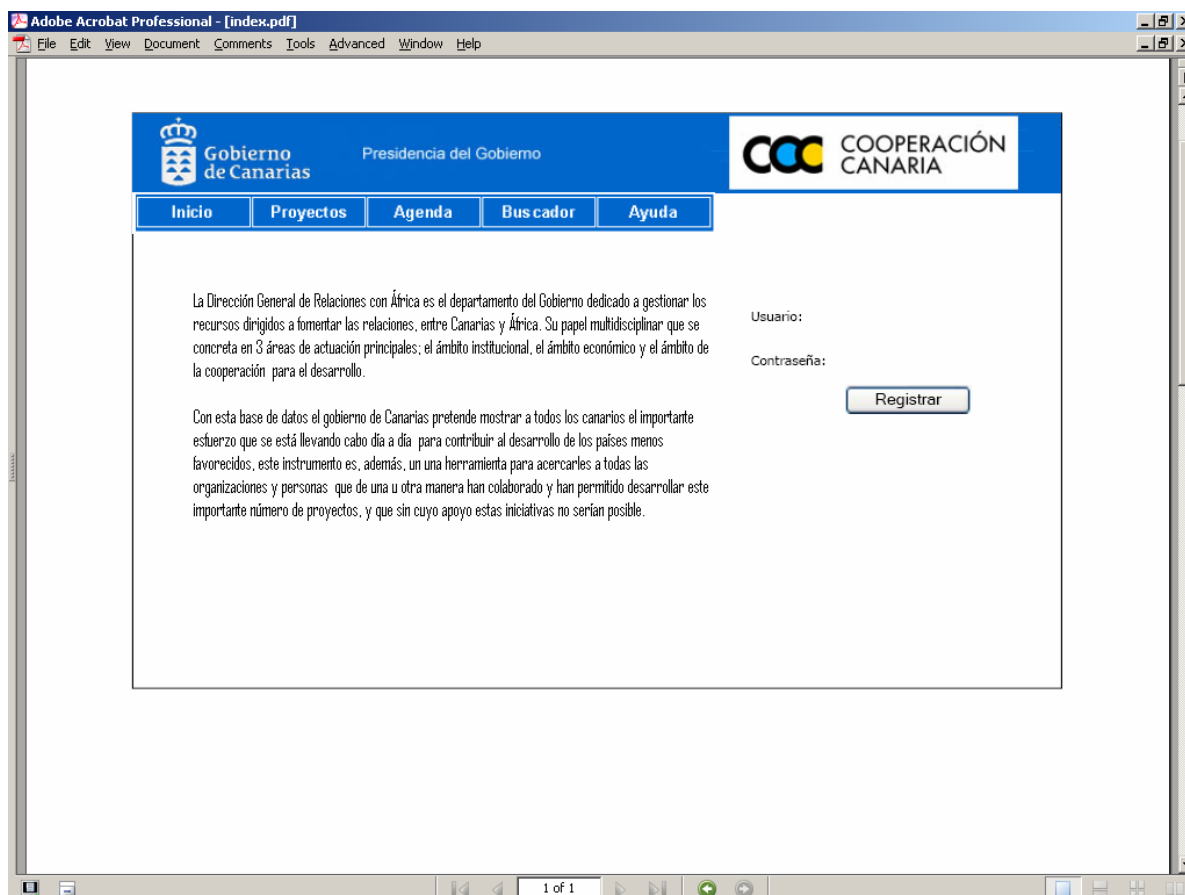 Adobe Acrobat Professional - [index.pdf]
File Edit View Document Comments Tools Advanced Window Help
Gobierno
de Canarias
Presidencia del Gobierno
COOPERACIÓN
CANARIA
Inicio Proyectos Agenda Buscador Ayuda
La Dirección General de Relaciones con África es el departamento del Gobierno dedicado a gestionar los
recursos dirigidos a fomentar las relaciones, entre Canarias y África. Su papel multidisciplinar que se
concreta en 3 áreas de actuación principales; el ámbito institucional, el ámbito económico y el ámbito de
la cooperación para el desarrollo.
Con esta base de datos el gobierno de Canarias pretende mostrar a todos los canarios el importante
esfuerzo que se está llevando cabo día a día para contribuir al desarrollo de los países menos
favorecidos, este instrumento es, además, un una herramienta para acercarles a todas las
organizaciones y personas que de una u otra manera han colaborado y han permitido desarrollar este
importante número de proyectos, y que sin cuyo apoyo estas iniciativas no serían posible.
Usuario:
Contraseña:
Registrar
1 of 1